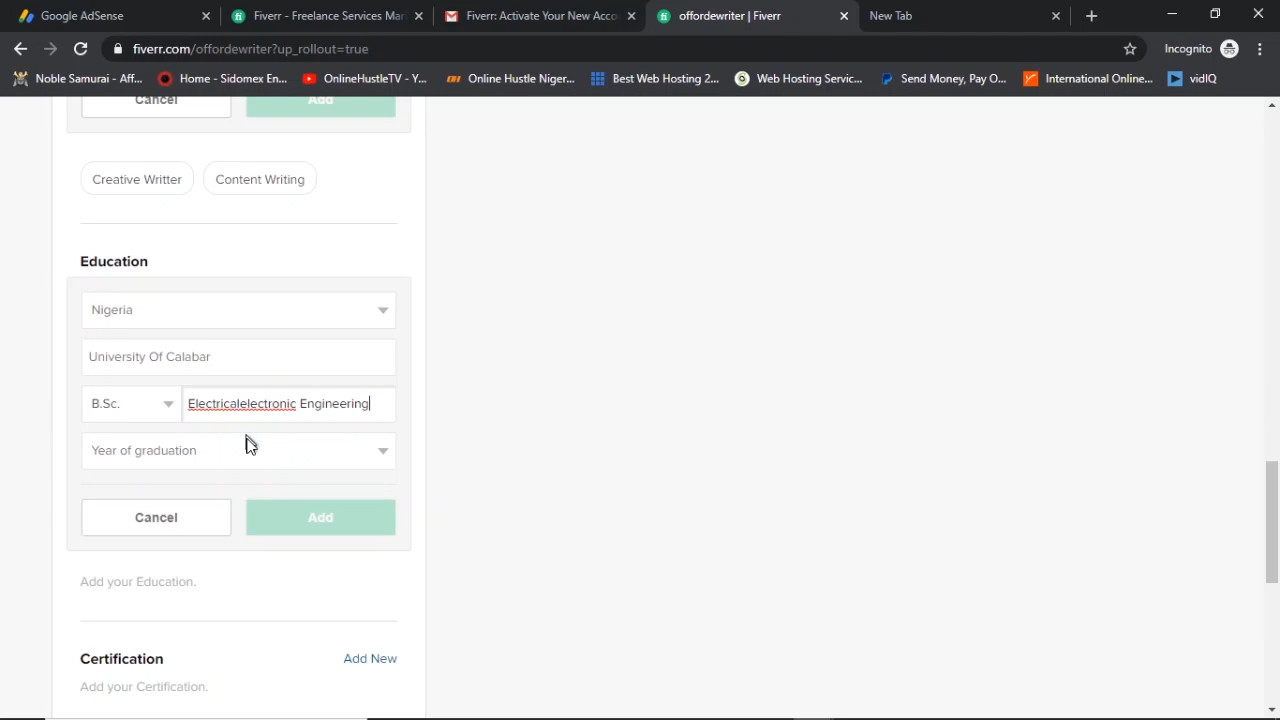 Google AdSense
Fiverr - Freelance Services Mar
Fiverr: Activate Your New Acco
offordewriter | Fiverr
New Tab
fiverr.com/offordewriter?up_rollout=true
Incognito
Noble Samurai - Aff...
Home - Sidomex En...
OnlineHustleTV - Y...
Online Hustle Niger...
Best Web Hosting 2...
Web Hosting Servic...
Send Money, Pay O...
International Online...
vidIQ
Cancel
Add
Creative Writter
Content Writing
Education
Nigeria
University Of Calabar
B.Sc.
Electricalelectronic Engineering
Year of graduation
Cancel
Add
Add your Education.
Certification
Add New
Add your Certification.